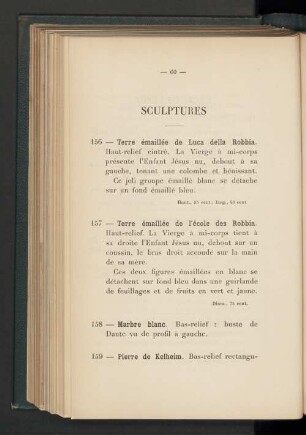 — 60 —
SCULPTURES
156 — Terre émaillée de Luca della Robbia.
Haut-relief cintré. La Vierge à mi-corps
présente l'Enfant Jésus nu, debout à sa
gauche, tenant une colombe et bénissant.
Ce joli groupe émaillé blanc se détache
sur un fond émaillé bleu.
Haut., cent.; larg., cent.
157 — Terre émaillée de l'école des Robbia.
Haut-relief. La Vierge à mi-corps tient à
sa droite l'Enfant Jésus nu, debout sur un
coussin, le bras droit accoudé sur la main
de sa mère.
Ces deux figures émaillées en blanc se
détachent sur fond bleu dans une guirlande
de feuillages et de fruits en vert et jaune.
Diam., cent.
158 — Marbre blanc. Bas-relief : buste de
Dante vu de profil à gauche.
159 — Pierre de Kelheim. Bas-relief rectangu-